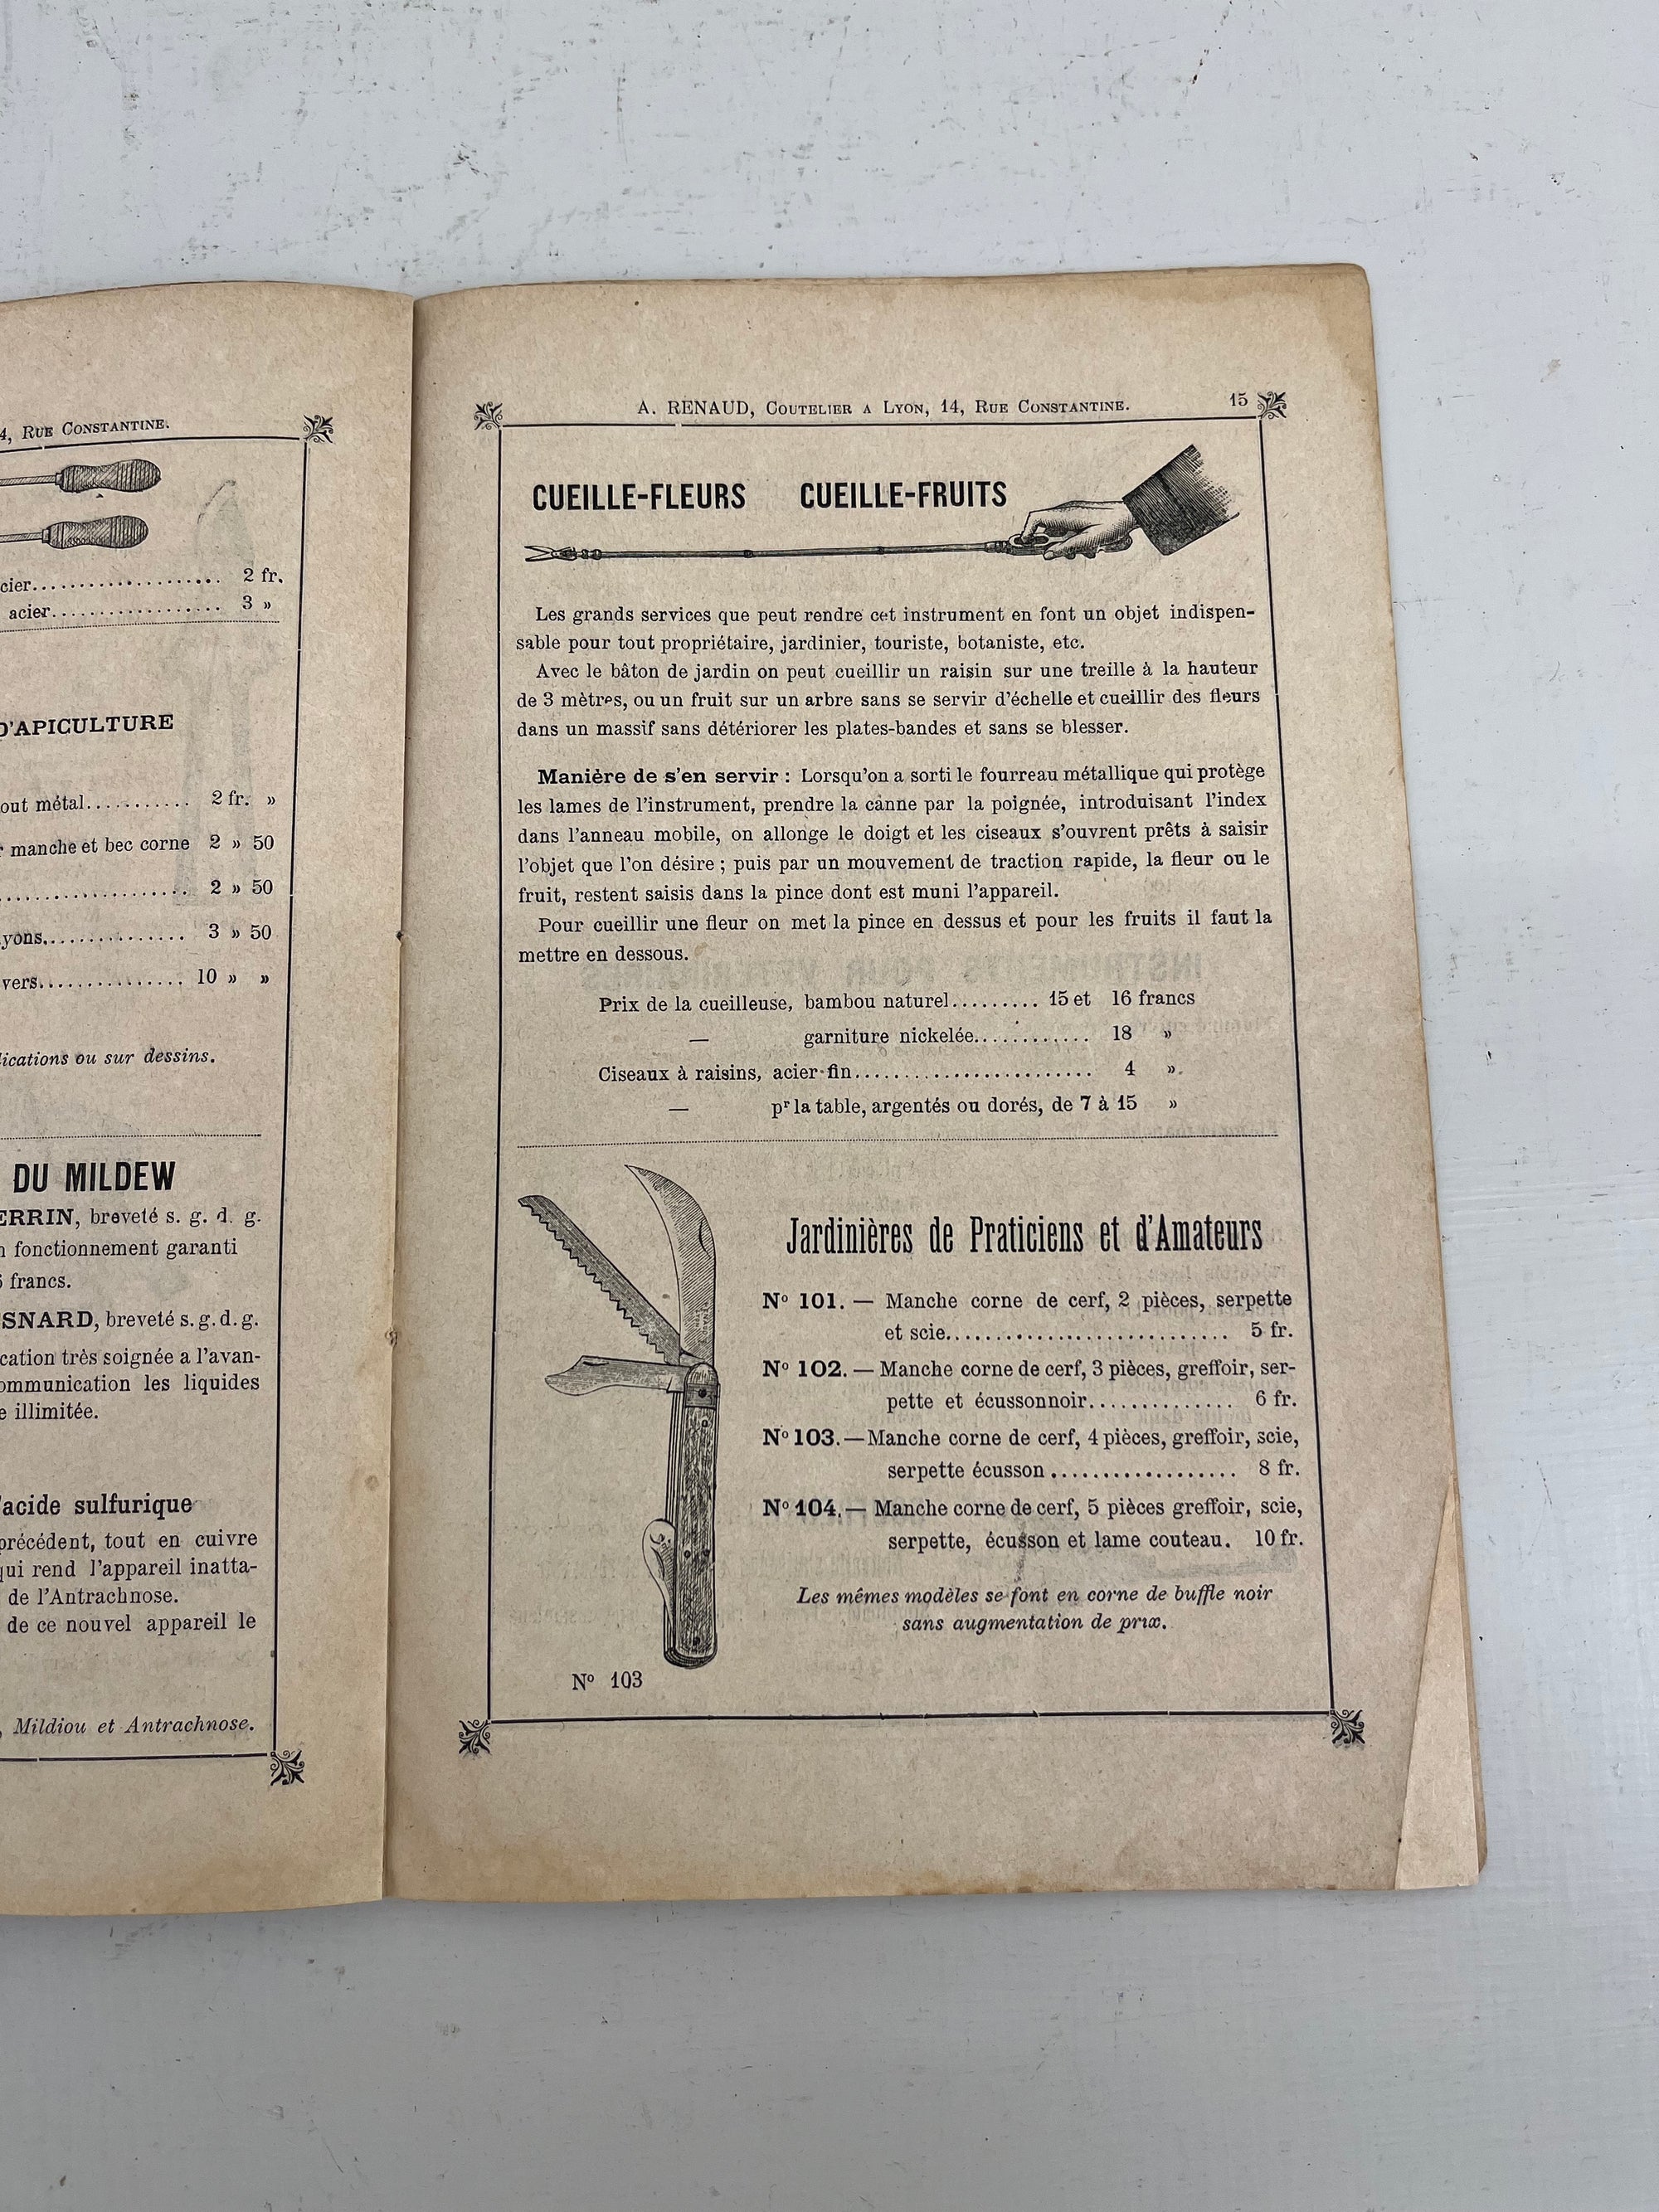 4, Rue Constantine.
cier.................... 2 fr.
acier.................. 3 »
D'APICULTURE
tout métal........... 2 fr. »
manche et bec corne 2 » 50
.................... 2 » 50
yons.............. 3 » 50
vers............... 10 » »
lications ou sur dessins.
DU MILDEW
ERRIN, breveté s. g. d. g.
fonctionnement garanti
francs.
SNARD, breveté s. g. d. g.
cation très soignée a l'avan-
ommunication les liquides
e illimitée.
l'acide sulfurique
précédent, tout en cuivre
qui rend l'appareil inatta-
de l'Antrachnose.
de ce nouvel appareil le
, Mildiou et Antrachnose.
A. RENAUD, Coutelier a Lyon, 14, Rue Constantine. 15
CUEILLE-FLEURS CUEILLE-FRUITS
Les grands services que peut rendre cet instrument en font un objet indispen-
sable pour tout propriétaire, jardinier, touriste, botaniste, etc.
Avec le bâton de jardin on peut cueillir un raisin sur une treille à la hauteur
de 3 mètres, ou un fruit sur un arbre sans se servir d'échelle et cueillir des fleurs
dans un massif sans détériorer les plates-bandes et sans se blesser.
Manière de s'en servir : Lorsqu'on a sorti le fourreau métallique qui protège
les lames de l'instrument, prendre la canne par la poignée, introduisant l'index
dans l'anneau mobile, on allonge le doigt et les ciseaux s'ouvrent prêts à saisir
l'objet que l'on désire ; puis par un mouvement de traction rapide, la fleur ou le
fruit, restent saisis dans la pince dont est muni l'appareil.
Pour cueillir une fleur on met la pince en dessus et pour les fruits il faut la
mettre en dessous.
Prix de la cueilleuse, bambou naturel......... 15 et 16 francs
— garniture nickelée............ 18 »
Ciseaux à raisins, acier fin........................ 4 »
— pr la table, argentés ou dorés, de 7 à 15 »
Jardinières de Praticiens et d'Amateurs
No 101. — Manche corne de cerf, 2 pièces, serpette
et scie............................ 5 fr.
No 102. — Manche corne de cerf, 3 pièces, greffoir, ser-
pette et écussonnoir.............. 6 fr.
No 103. — Manche corne de cerf, 4 pièces, greffoir, scie,
serpette écusson .................. 8 fr.
No 104. — Manche corne de cerf, 5 pièces greffoir, scie,
serpette, écusson et lame couteau. 10 fr.
Les mêmes modèles se font en corne de buffle noir
sans augmentation de prix.
No 103